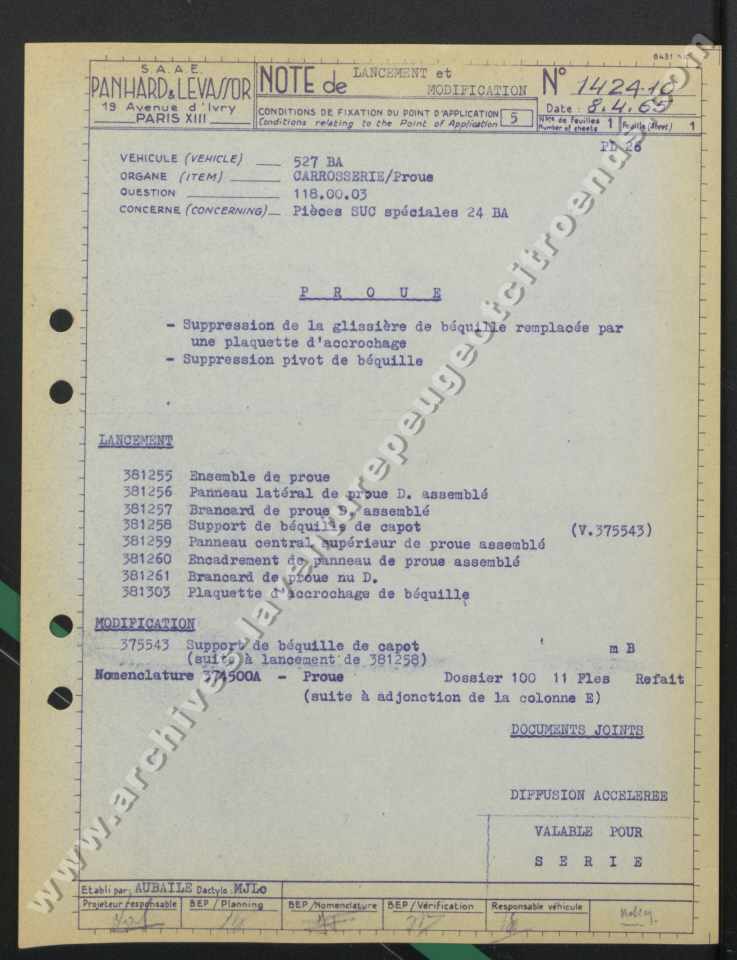 S.A.A.E.
PANHARD & LEVASSOR
19 Avenue d'Ivry
PARIS XIII
NOTE de LANCEMENT et MODIFICATION
N° 142410
Date : 8.4.65
CONDITIONS DE FIXATION DU POINT D'APPLICATION 5
Conditions relating to the Point of Application
Nbre de feuilles 1
Number of sheets
Feuille (Sheet) 1
PD 26
VEHICULE (VEHICLE) 527 BA
ORGANE (ITEM) CARROSSERIE/Proue
QUESTION 118.00.03
CONCERNE (CONCERNING) Pièces SUC spéciales 24 BA
P R O U E
- Suppression de la glissière de béquille remplacée par
une plaquette d'accrochage
- Suppression pivot de béquille
LANCEMENT
381255 Ensemble de proue
381256 Panneau latéral de proue D. assemblé
381257 Brancard de proue D. assemblé
381258 Support de béquille de capot (V.375543)
381259 Panneau central supérieur de proue assemblé
381260 Encadrement de panneau de proue assemblé
381261 Brancard de proue nu D.
381303 Plaquette d'accrochage de béquille
MODIFICATION
375543 Support de béquille de capot m B
(suite à lancement de 381258)
Nomenclature 374500A - Proue Dossier 100 11 Fles Refait
(suite à adjonction de la colonne E)
DOCUMENTS JOINTS
DIFFUSION ACCELEREE
VALABLE POUR
S E R I E
Etabli par: AUBAILE Dactylo: MJLo
Projeteur responsable
BEP / Planning
BEP / Nomenclature
BEP / Vérification
Responsable véhicule
www.archives-laventurepeugeotcitroends.com